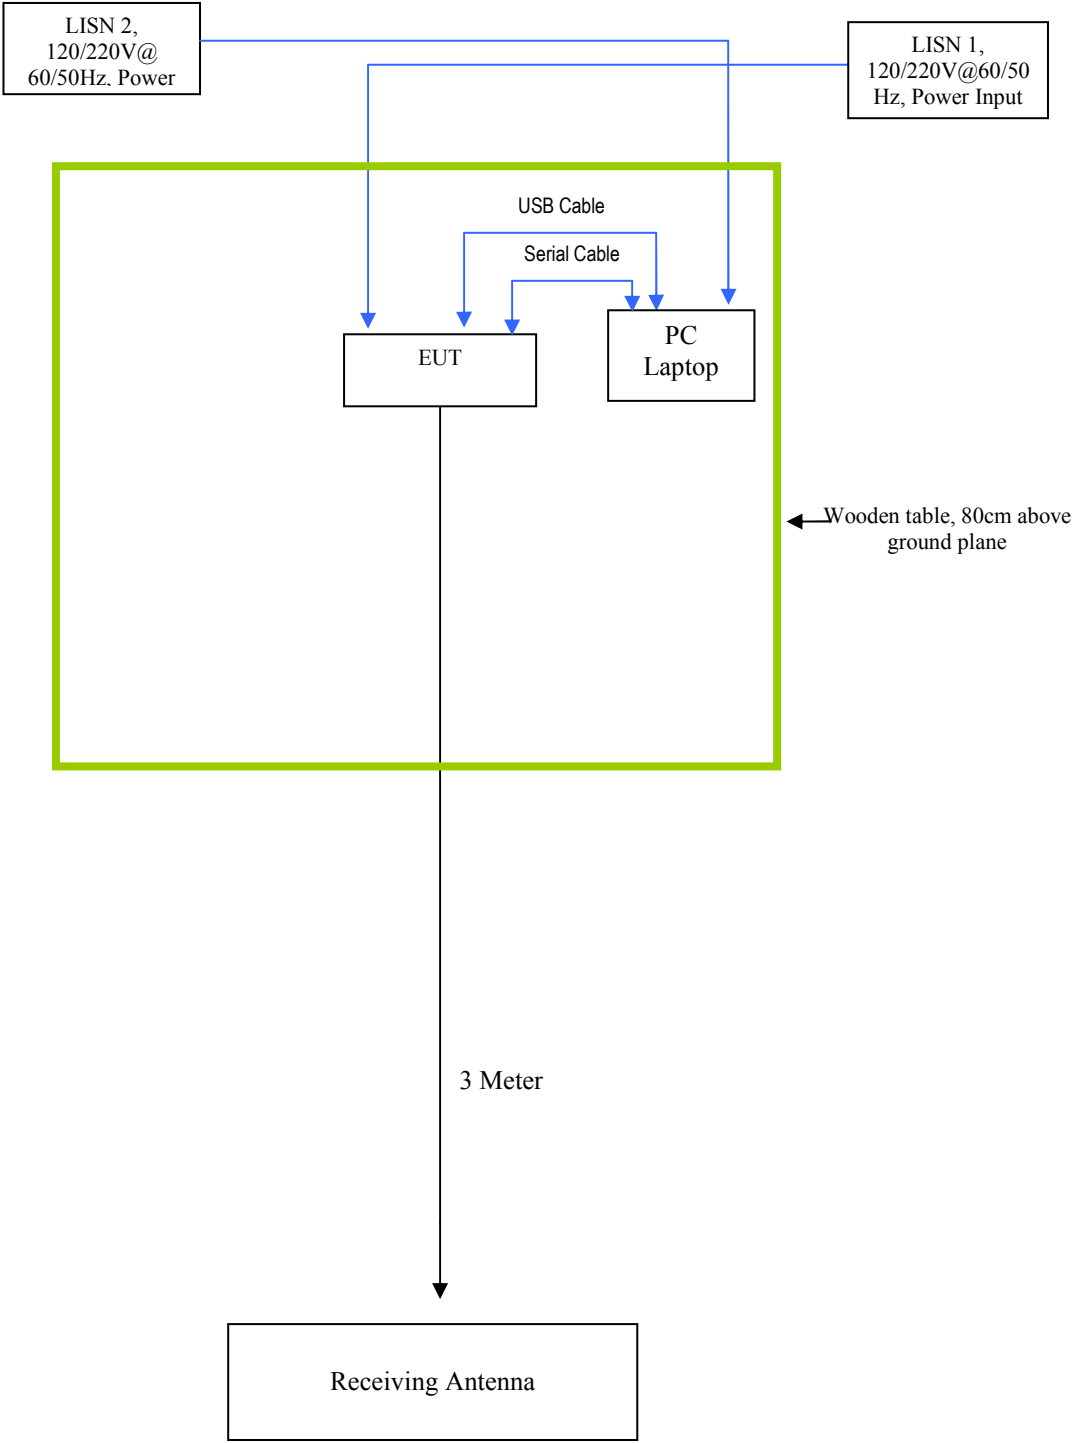 LISN 2,
120/220V@
60/50Hz, Power
LISN 1,
120/220V@60/50
Hz, Power Input
USB Cable
Serial Cable
EUT
PC
Laptop
Wooden table, 80cm above
ground plane
3 Meter
Receiving Antenna